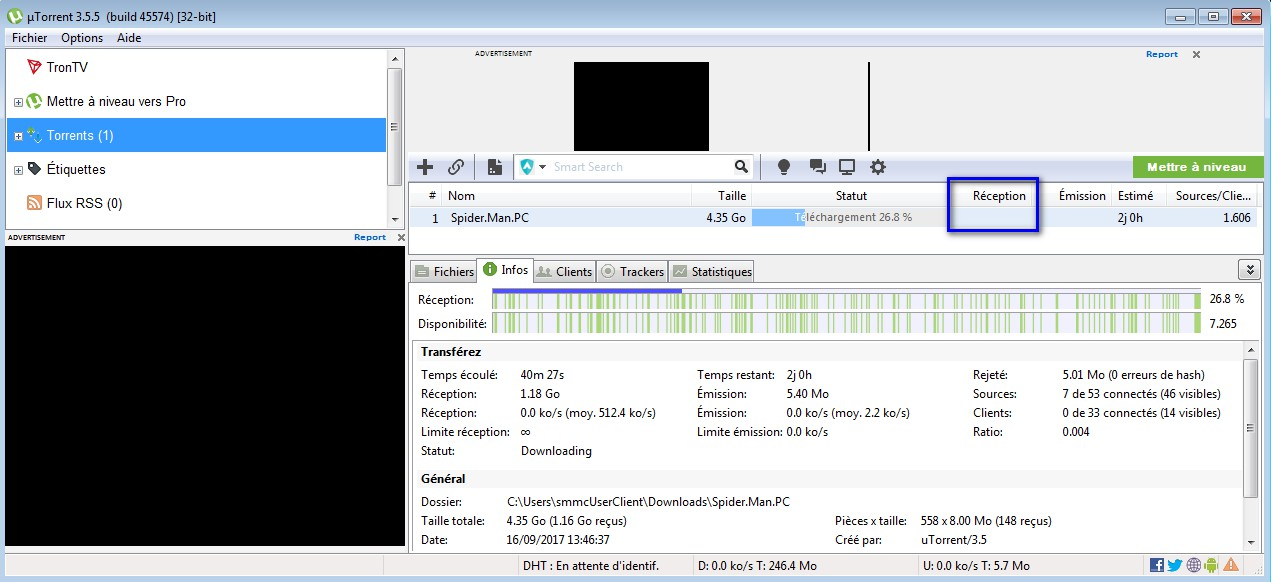 µTorrent 3.5.5 (build 45574) [32-bit]
Fichier Options Aide
TronTV
Mettre à niveau vers Pro
Torrents (1)
Étiquettes
Flux RSS (0)
ADVERTISEMENT Report
ADVERTISEMENT Report
Smart Search
Mettre à niveau
# Nom Taille Statut Réception Émission Estimé Sources/Clie...
1 Spider.Man.PC 4.35 Go Téléchargement 26.8 % 2j 0h 1.606
Fichiers Infos Clients Trackers Statistiques
Réception: 26.8 %
Disponibilité: 7.265
Transférez
Temps écoulé: 40m 27s Temps restant: 2j 0h Rejeté: 5.01 Mo (0 erreurs de hash)
Réception: 1.18 Go Émission: 5.40 Mo Sources: 7 de 53 connectés (46 visibles)
Réception: 0.0 ko/s (moy. 512.4 ko/s) Émission: 0.0 ko/s (moy. 2.2 ko/s) Clients: 0 de 33 connectés (14 visibles)
Limite réception: ∞ Limite émission: 0.0 ko/s Ratio: 0.004
Statut: Downloading
Général
Dossier: C:\Users\smmcUserClient\Downloads\Spider.Man.PC
Taille totale: 4.35 Go (1.16 Go reçus) Pièces x taille: 558 x 8.00 Mo (148 reçus)
Date: 16/09/2017 13:46:37 Créé par: uTorrent/3.5
DHT : En attente d'identif. D: 0.0 ko/s T: 246.4 Mo U: 0.0 ko/s T: 5.7 Mo